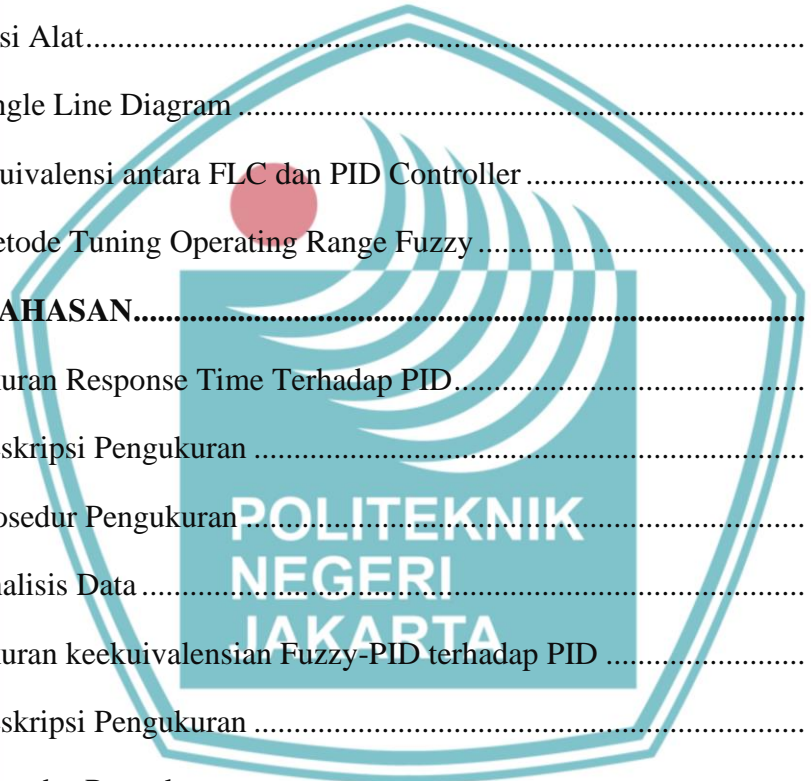 si Alat
ngle Line Diagram
uivalensi antara FLC dan PID Controller
etode Tuning Operating Range Fuzzy
AHASAN
uran Response Time Terhadap PID
skripsi Pengukuran
osedur Pengukuran
nalisis Data
uran keekuivalensian Fuzzy-PID terhadap PID
skripsi Pengukuran
POLITEKNIK
NEGERI
JAKARTA